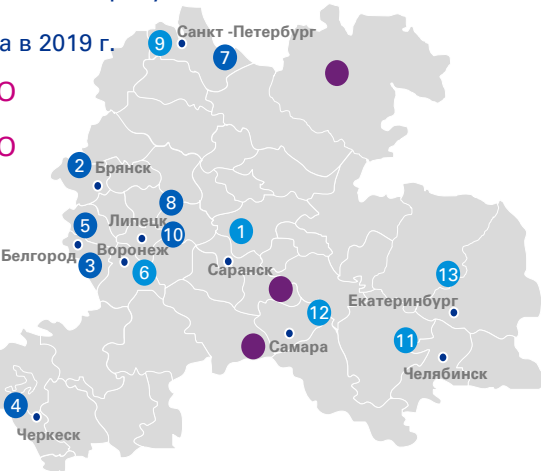 Санкт -Петербург
9
а в 2019 г.
7
О
О
2
Брянск
8
5
Липецк
10
1
Воронеж
Белгород
3
6
Саранск
13
Екатеринбург
12
11
Самара
Челябинск
4
Черкеск